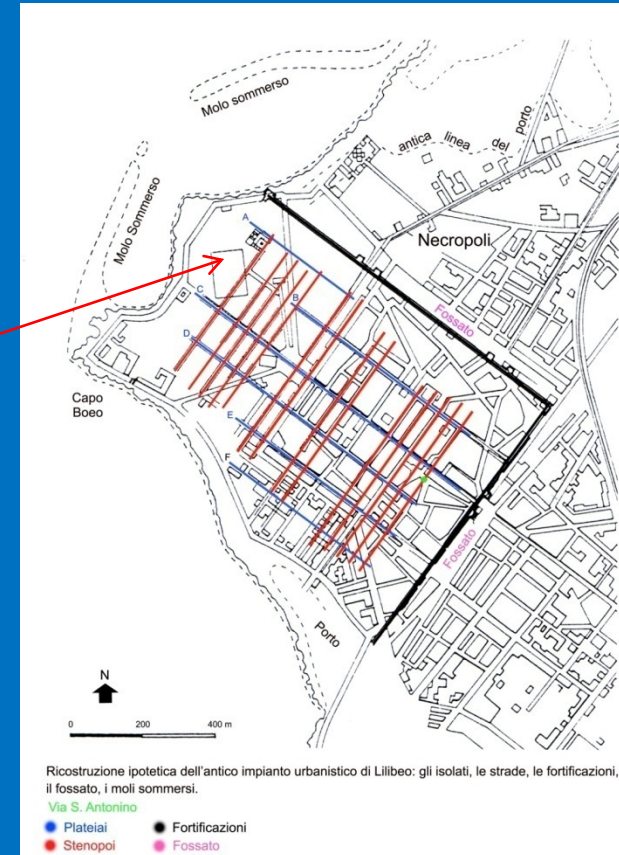 Molo sommerso
Molo Sommerso
antica linea del porto
Necropoli
A
B
C
D
E
F
Fossato
Capo
Boeo
Fossato
Porto
N
0 200 400 m
Ricostruzione ipotetica dell'antico impianto urbanistico di Lilibeo: gli isolati, le strade, le fortificazioni,
il fossato, i moli sommersi.
Via S. Antonino
Plateiai Fortificazioni
Stenopoi Fossato